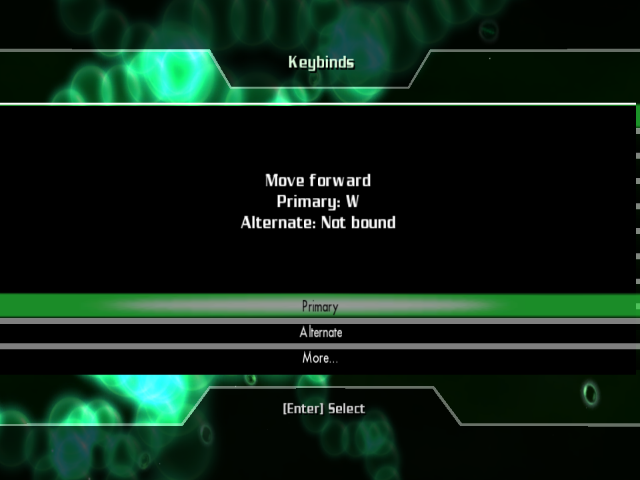 Keybinds
Move forward
Primary: W
Alternate: Not bound
Primary
Alternate
More...
[Enter] Select